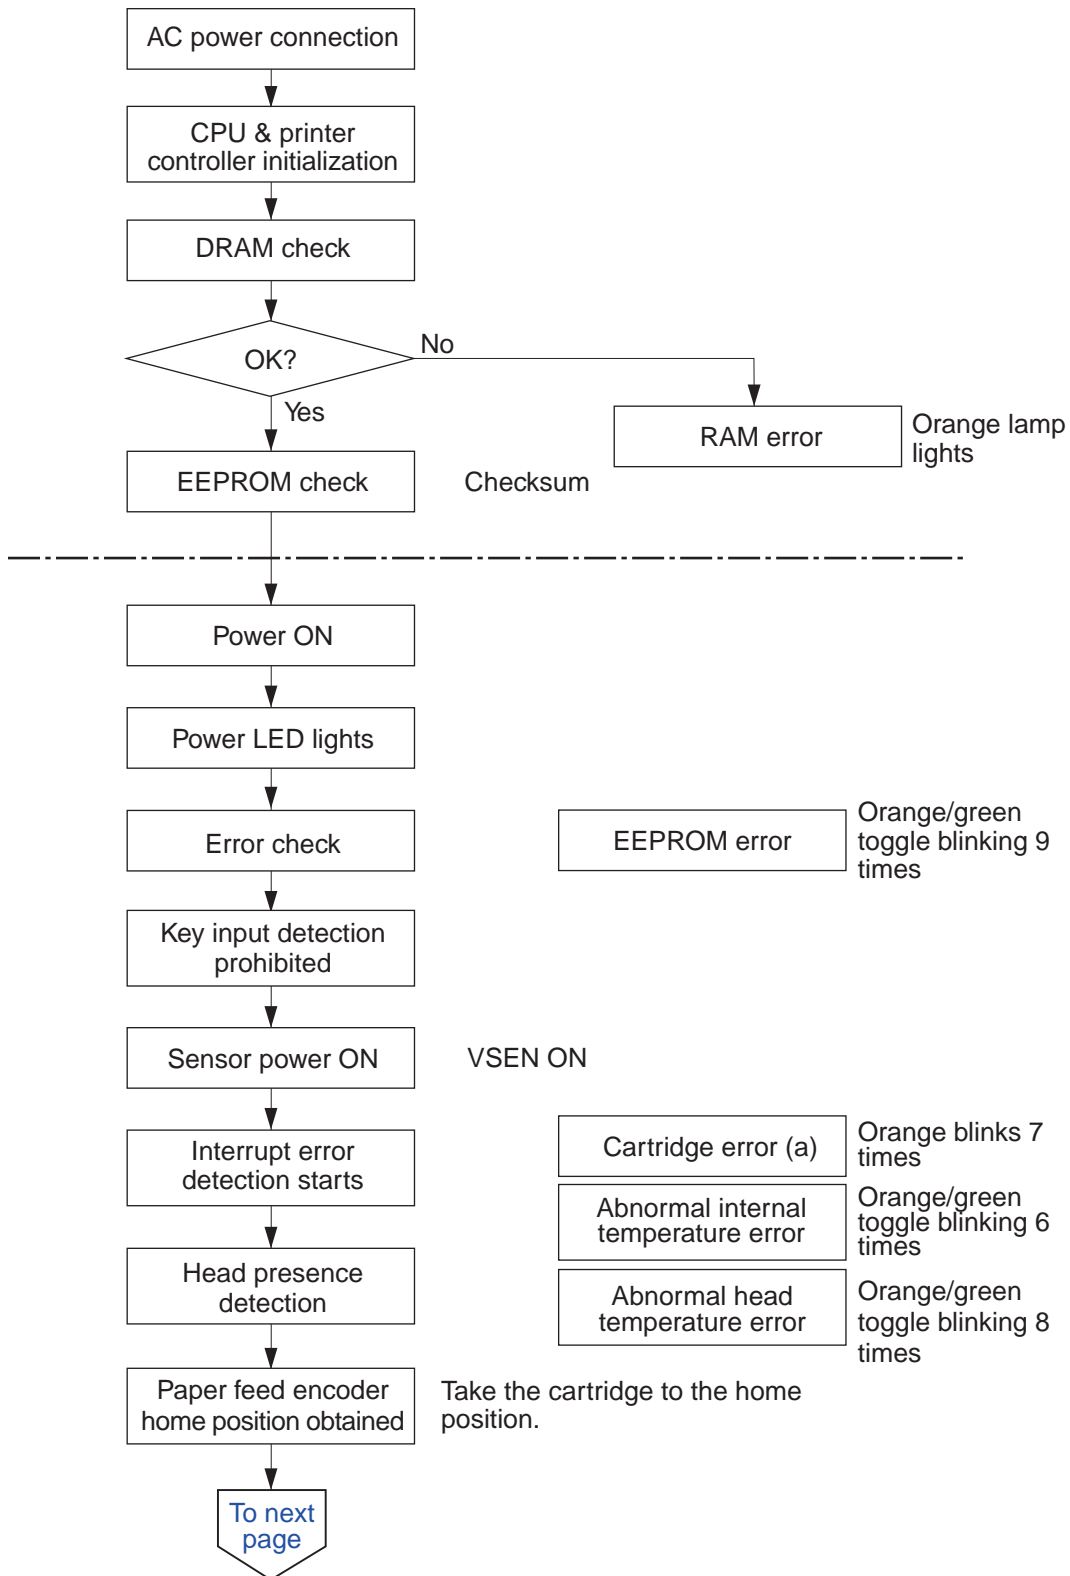 AC power connection
CPU & printer
controller initialization
DRAM check
OK?
No
Yes
RAM error
Orange lamp
lights
EEPROM check
Checksum
Power ON
Power LED lights
Error check
EEPROM error
Orange/green
toggle blinking 9
times
Key input detection
prohibited
Sensor power ON
VSEN ON
Interrupt error
detection starts
Cartridge error (a)
Orange blinks 7
times
Abnormal internal
temperature error
Orange/green
toggle blinking 6
times
Head presence
detection
Abnormal head
temperature error
Orange/green
toggle blinking 8
times
Paper feed encoder
home position obtained
Take the cartridge to the home
position.
To next
page